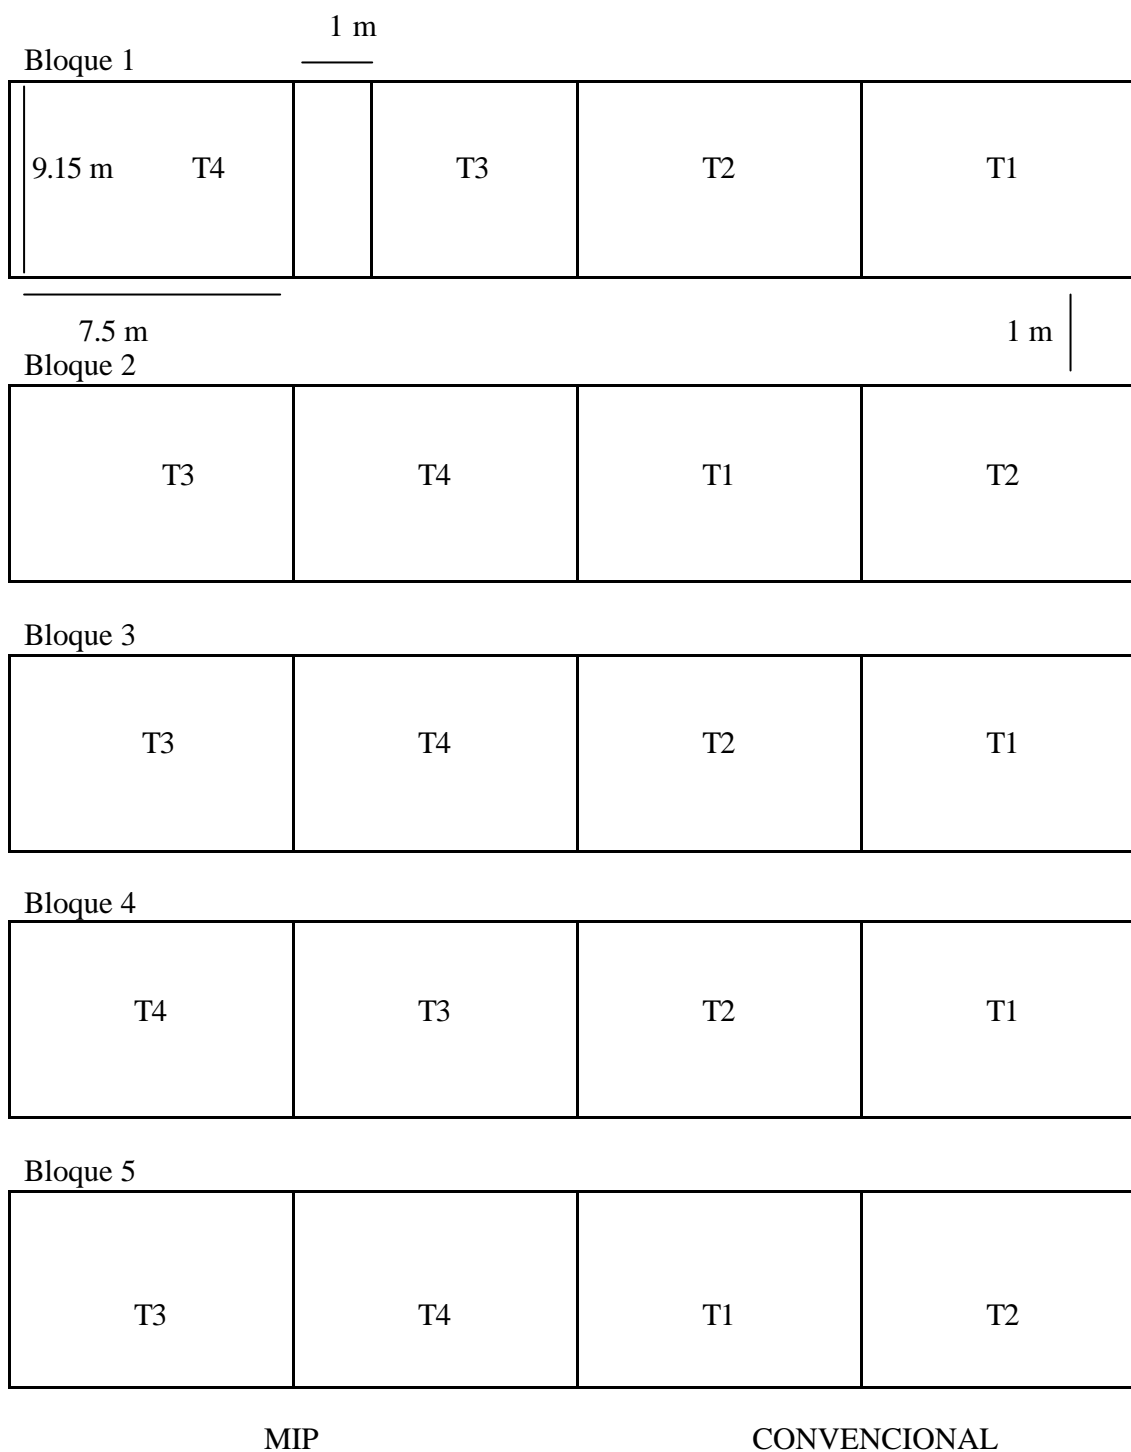 1 m
Bloque 1
9.15 m T4 T3 T2 T1
7.5 m 1 m
Bloque 2
T3 T4 T1 T2
Bloque 3
T3 T4 T2 T1
Bloque 4
T4 T3 T2 T1
Bloque 5
T3 T4 T1 T2
MIP CONVENCIONAL